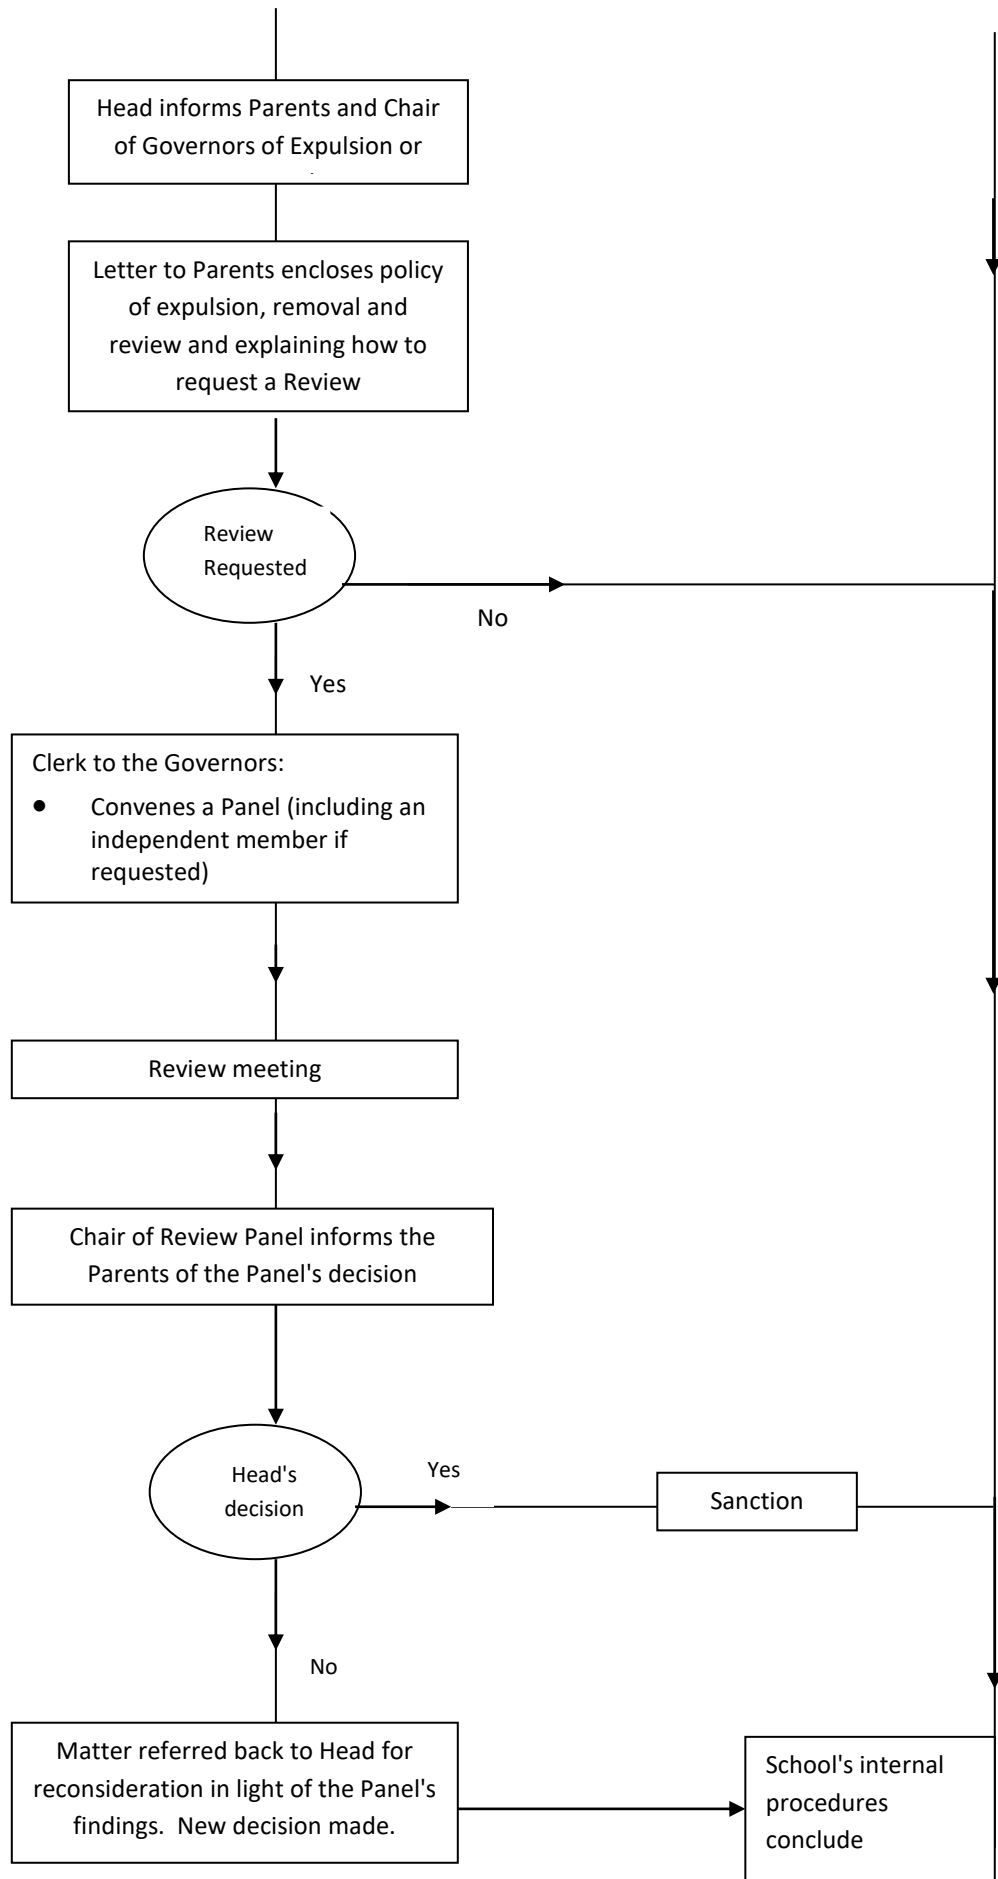 Head informs Parents and Chair
of Governors of Expulsion or
Letter to Parents encloses policy
of expulsion, removal and
review and explaining how to
request a Review
Review
Requested
No
Yes
Clerk to the Governors:
● Convenes a Panel (including an
independent member if
requested)
Review meeting
Chair of Review Panel informs the
Parents of the Panel's decision
Head's
decision
Yes
Sanction
No
Matter referred back to Head for
reconsideration in light of the Panel's
findings. New decision made.
School's internal
procedures
conclude